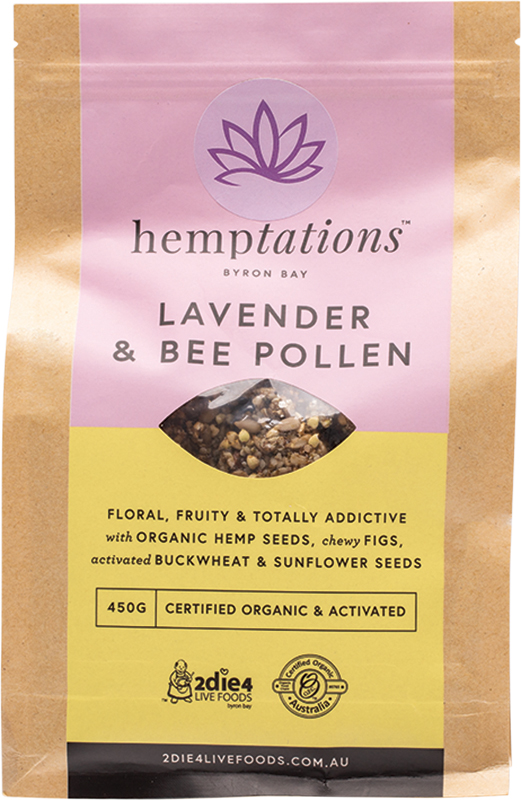 hemptations™
BYRON BAY
LAVENDER
& BEE POLLEN
FLORAL, FRUITY & TOTALLY ADDICTIVE
with ORGANIC HEMP SEEDS, chewy FIGS,
activated BUCKWHEAT & SUNFLOWER SEEDS
450G CERTIFIED ORGANIC & ACTIVATED
2die4
LIVE FOODS
byron bay
Certified Organic
Australia
2DIE4LIVEFOODS.COM.AU